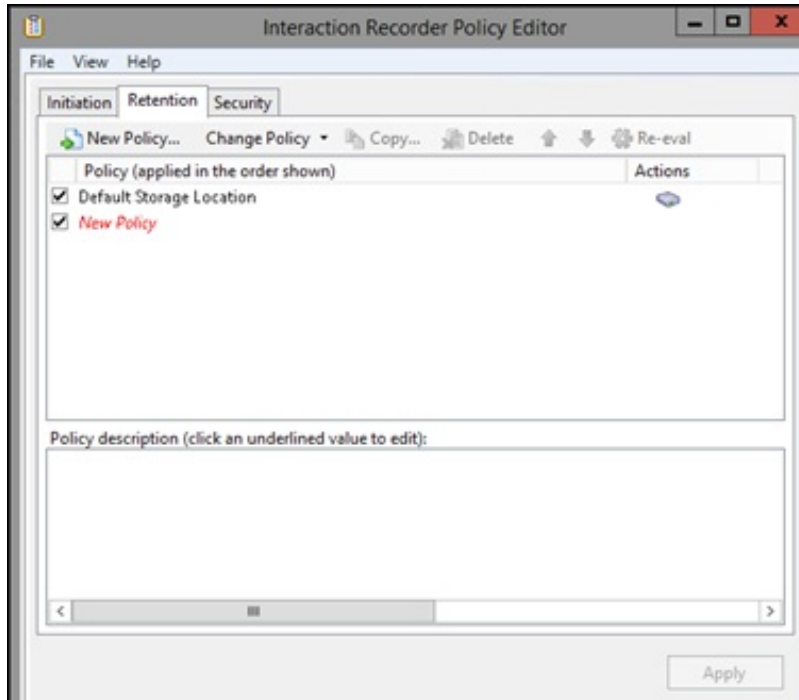 Interaction Recorder Policy Editor
File View Help
Initiation Retention Security
New Policy... Change Policy Copy... Delete Re-eval
Policy (applied in the order shown) Actions
Default Storage Location
New Policy
Policy description (click an underlined value to edit):
Apply